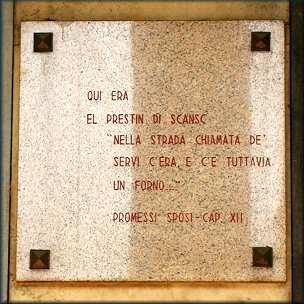 QUI ERA
EL PRESTIN DI SCANSC
"NELLA STRADA CHIAMATA DE'
SERVI C'ERA, E C'È TUTTAVIA
UN FORNO..."
PROMESSI SPOSI-CAP. XII